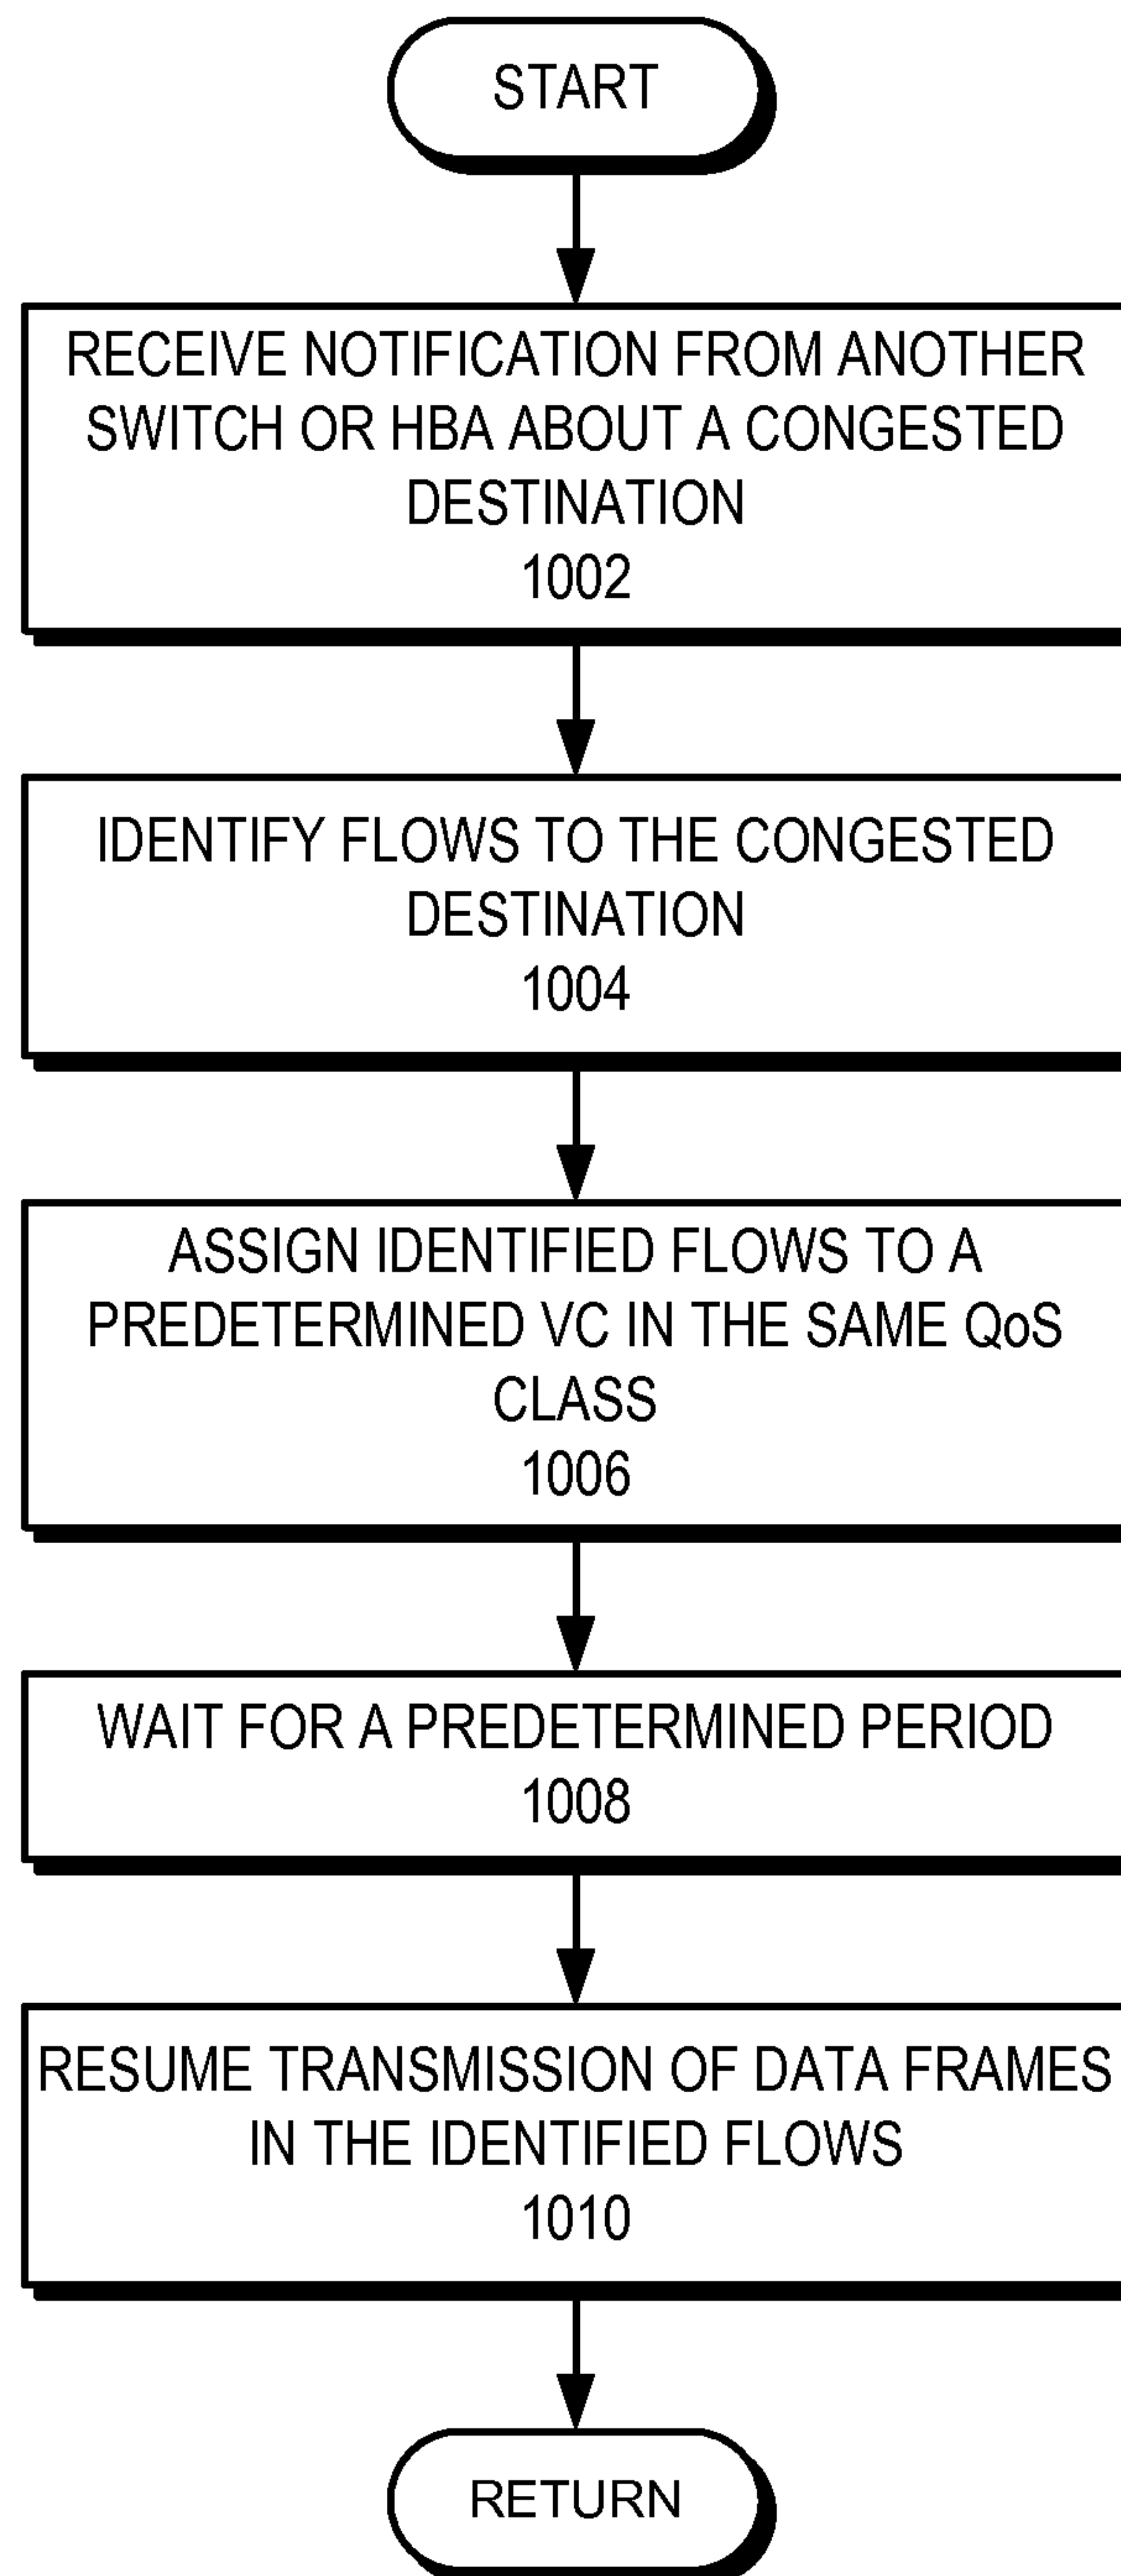 START
RECEIVE NOTIFICATION FROM ANOTHER
SWITCH OR HBA ABOUT A CONGESTED
DESTINATION
1002
IDENTIFY FLOWS TO THE CONGESTED
DESTINATION
1004
ASSIGN IDENTIFIED FLOWS TO A
PREDETERMINED VC IN THE SAME QoS
CLASS
1006
WAIT FOR A PREDETERMINED PERIOD
1008
RESUME TRANSMISSION OF DATA FRAMES
IN THE IDENTIFIED FLOWS
1010
RETURN